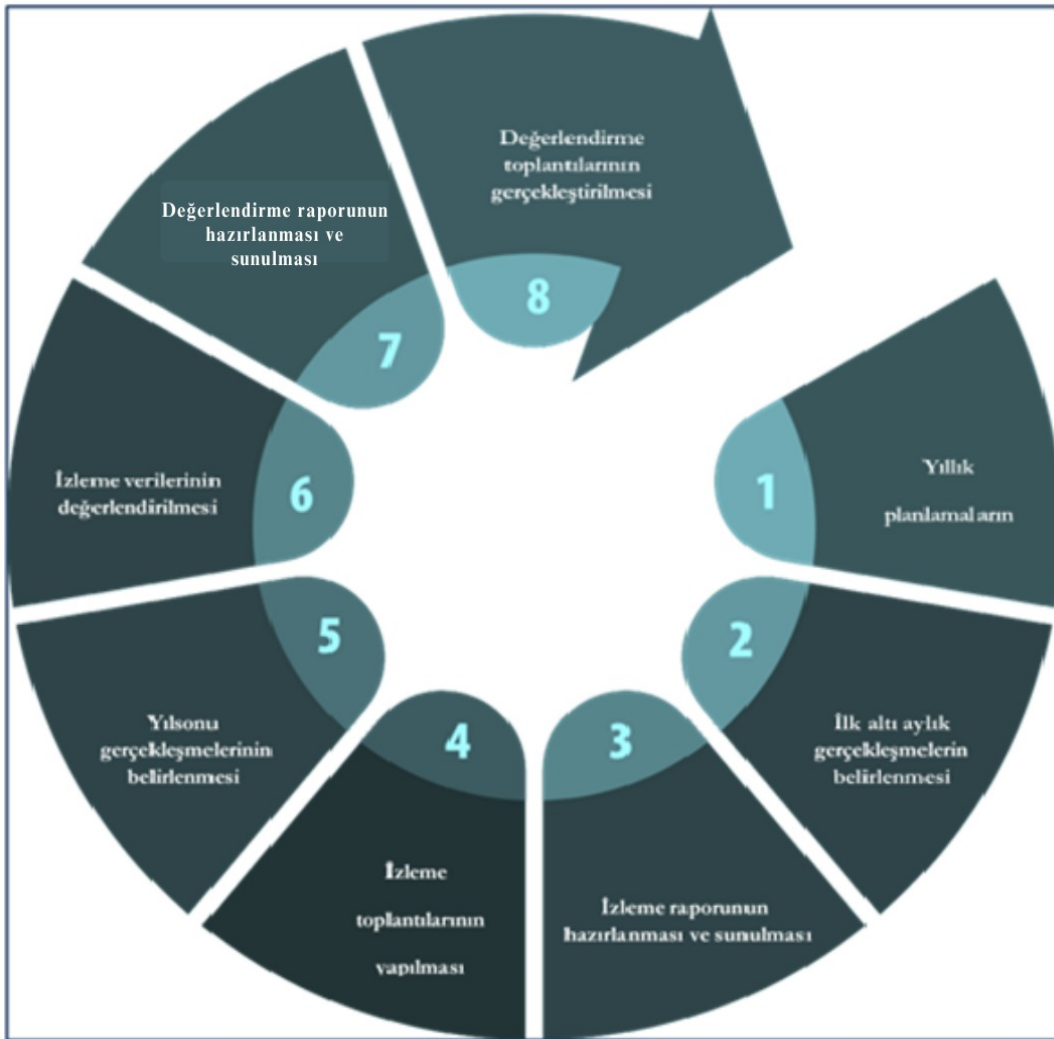 1
Yıllık
planlamaların
2
İlk altı aylık
gerçekleşmelerin
belirlenmesi
3
İzleme raporunun
hazırlanması ve sunulması
4
İzleme
toplantılarının
yapılması
5
Yılsonu
gerçekleşmelerinin
belirlenmesi
6
İzleme verilerinin
değerlendirilmesi
7
Değerlendirme raporunun
hazırlanması ve
sunulması
8
Değerlendirme
toplantılarının
gerçekleştirilmesi